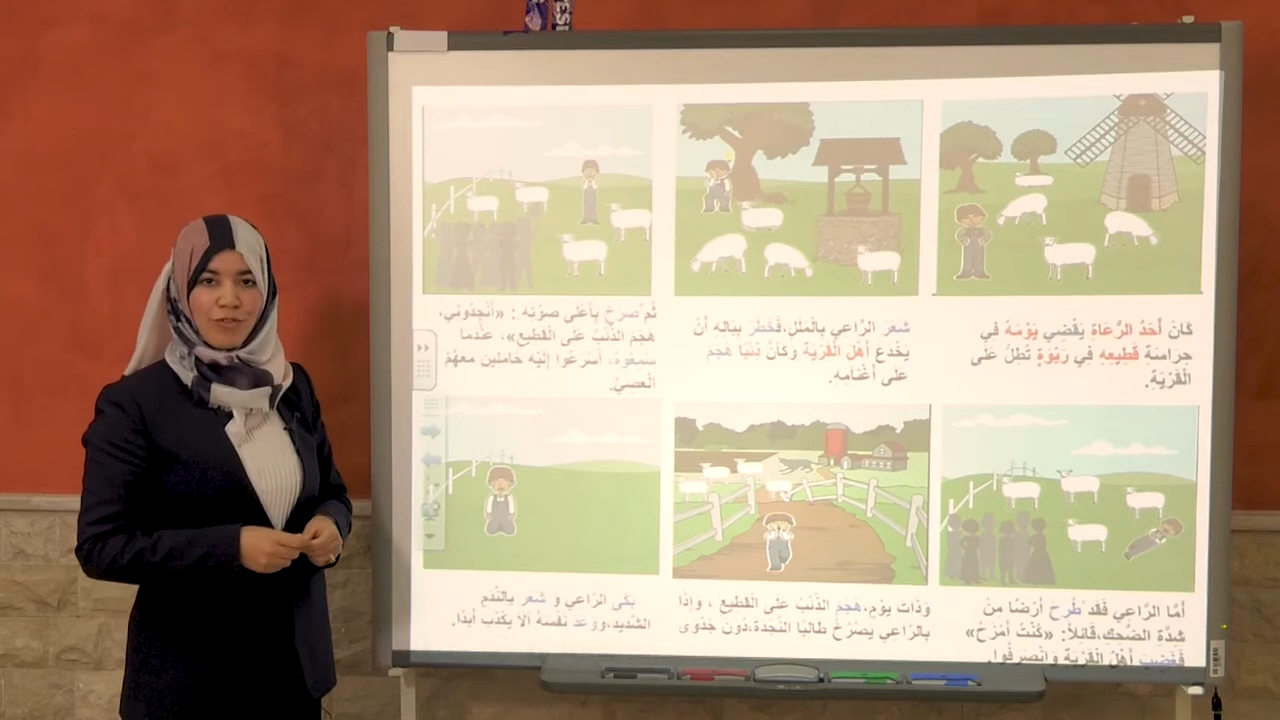 كَانَ أَحَدُ الرُّعَاةِ يَقْضِي يَوْمَهُ فِي
حِرَاسَةِ قَطِيعِهِ فِي رَبْوَةٍ تُطِلُّ عَلَى
الْقَرْيَةِ.
شَعَرَ الرَّاعِي بِالْمَلَلِ،فَخَطَرَ بِبَالِهِ أَنْ
يَخْدَعَ أَهْلَ الْقَرْيَةِ وَكَأَنَّ ذِئْبًا هَجَمَ
عَلَى أَغْنَامِهِ.
ثُمَّ صَرَخَ بِأَعْلَى صَوْتِهِ : «أَنْجِدُونِي،
هَجَمَ الذِّئْبُ عَلَى الْقَطِيعِ»، عِنْدَمَا
سَمِعُوهُ، أَسْرَعُوا إِلَيْهِ حَامِلِينَ مَعَهُمُ
الْعِصِيَّ.
أَمَّا الرَّاعِي فَقَدْ طُرِحَ أَرْضًا مِنْ
شِدَّةِ الضَّحِكِ،قَائِلاً: «كُنْتُ أَمْزَحُ»
فَغَضِبَ أَهْلُ الْقَرْيَةِ وَانْصَرَفُوا.
وَذَاتَ يَوْمٍ،هَجَمَ الذِّئْبُ عَلَى الْقَطِيعِ ، وَإِذَا
بِالرَّاعِي يَصْرُخُ طَالِبًا النَّجْدَةَ،دُونَ جَدْوَى
بَكَى الرَّاعِي وَ شَعَرَ بِالنَّدَمِ
الشَّدِيدِ،وَوَعَدَ نَفْسَهُ أَلَّا يَكْذِبَ أَبَدًا.